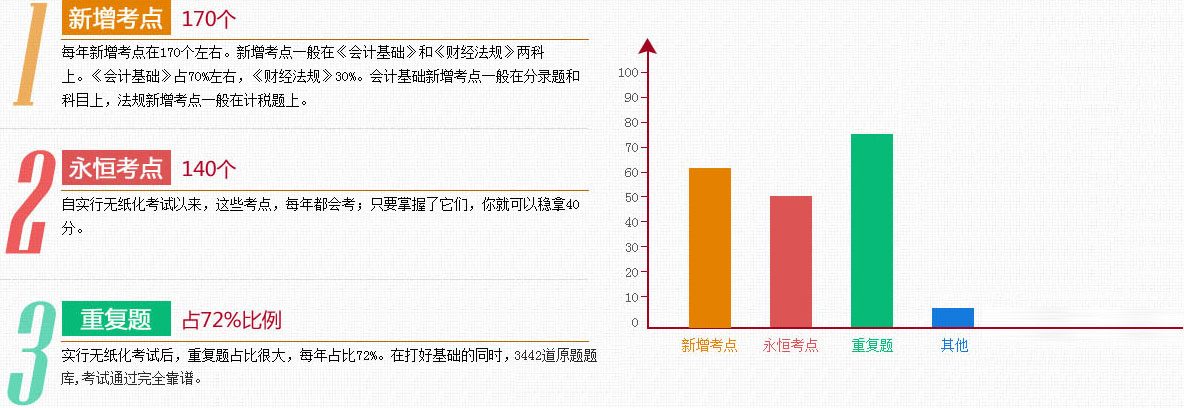 1 新增考点 170个
每年新增考点在170个左右。新增考点一般在《会计基础》和《财经法规》两科
上。《会计基础》占70%左右，《财经法规》30%。会计基础新增考点一般在分录题和
科目上，法规新增考点一般在计税题上。
2 永恒考点 140个
自实行无纸化考试以来，这些考点，每年都会考；只要掌握了它们，你就可以稳拿40
分。
3 重复题 占72%比例
实行无纸化考试后，重复题占比很大，每年占比72%。在打好基础的同时，3442道原题题
库,考试通过完全靠谱。
100
90
80
70
60
50
40
30
20
10
0
新增考点 永恒考点 重复题 其他